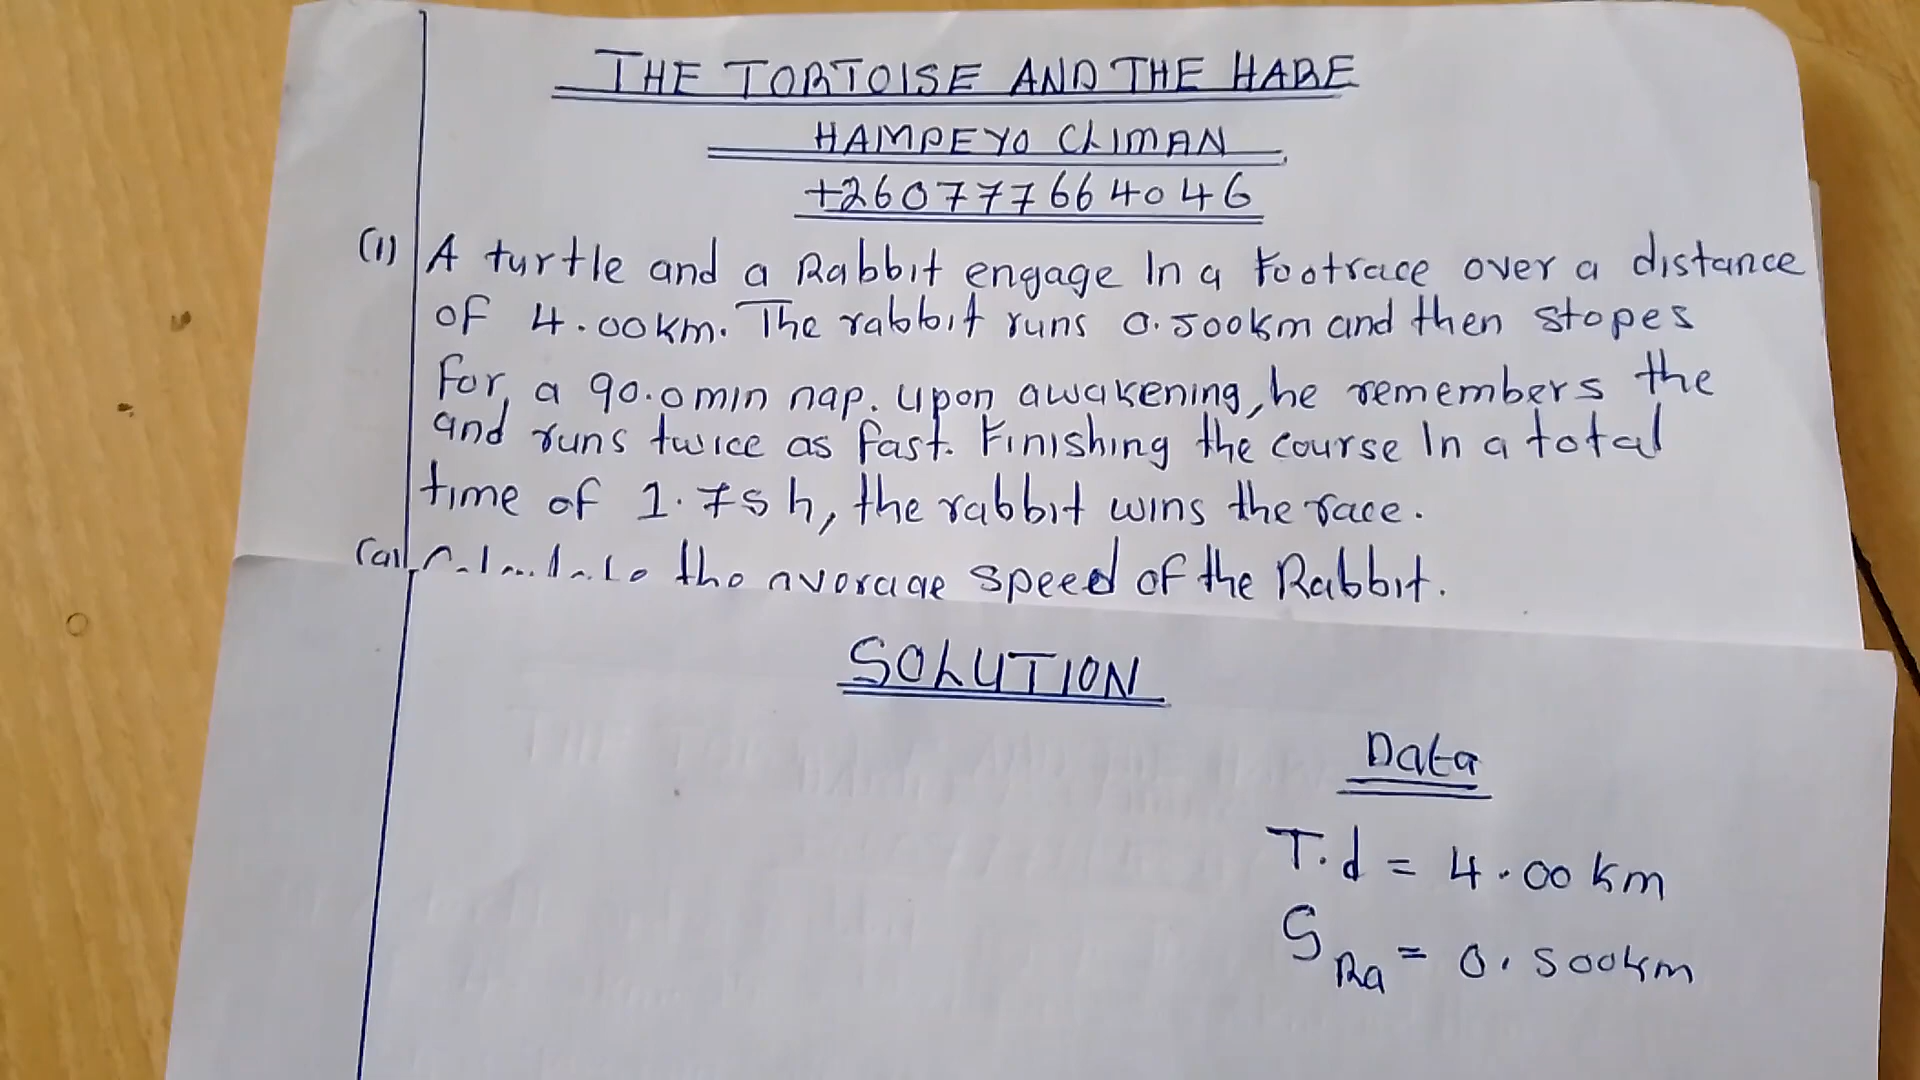 THE TORTOISE AND THE HARE
HAMPEYO CLIMAN
+260777664046
(1) A turtle and a Rabbit engage In a footrace over a distance
of 4.00km. The rabbit runs 0.500km and then stopes
for a 90.0min nap. upon awakening, he remembers the
and runs twice as fast. Finishing the course In a total
time of 1.75h, the rabbit wins the race.
(a) Calculate the average speed of the Rabbit.
SOLUTION
Data
T.d = 4.00km
S Ra = 0.500km